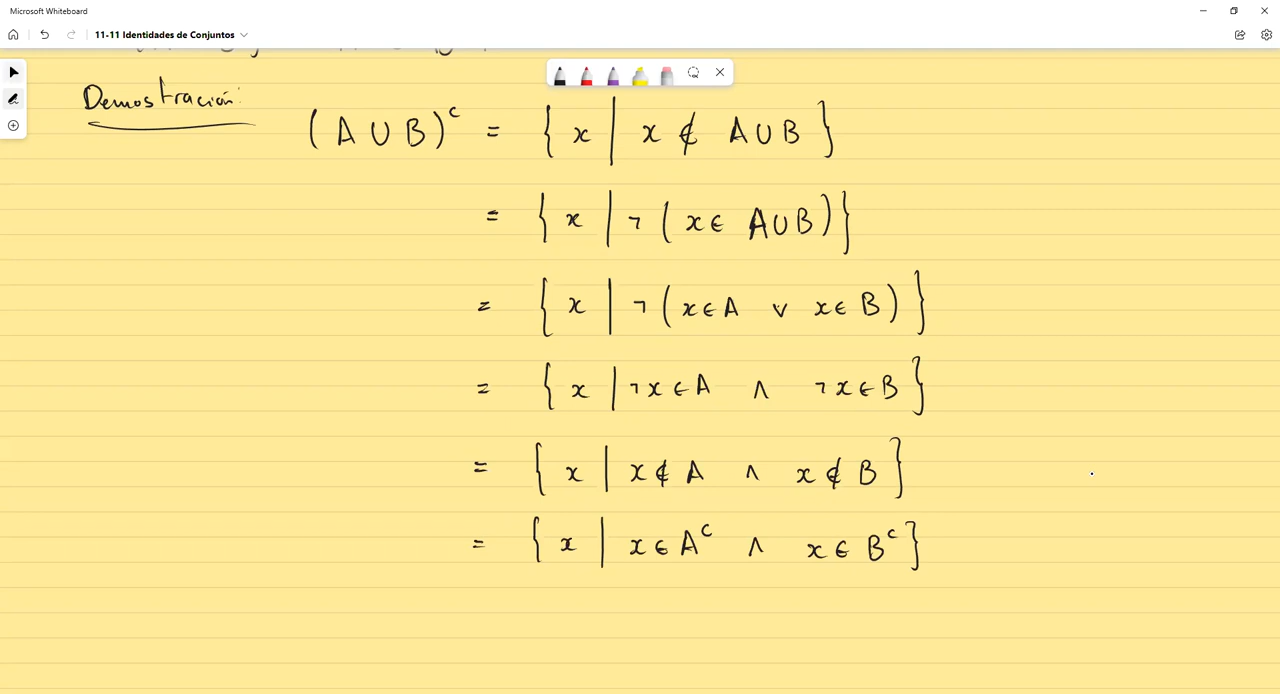 Microsoft Whiteboard
11-11 Identidades de Conjuntos
Demostración:
(A ∪ B)ᶜ = { x | x ∉ A ∪ B }
= { x | ¬ ( x ∈ A ∪ B ) }
= { x | ¬ ( x ∈ A ∨ x ∈ B ) }
= { x | ¬ x ∈ A ∧ ¬ x ∈ B }
= { x | x ∉ A ∧ x ∉ B }
= { x | x ∈ Aᶜ ∧ x ∈ Bᶜ }